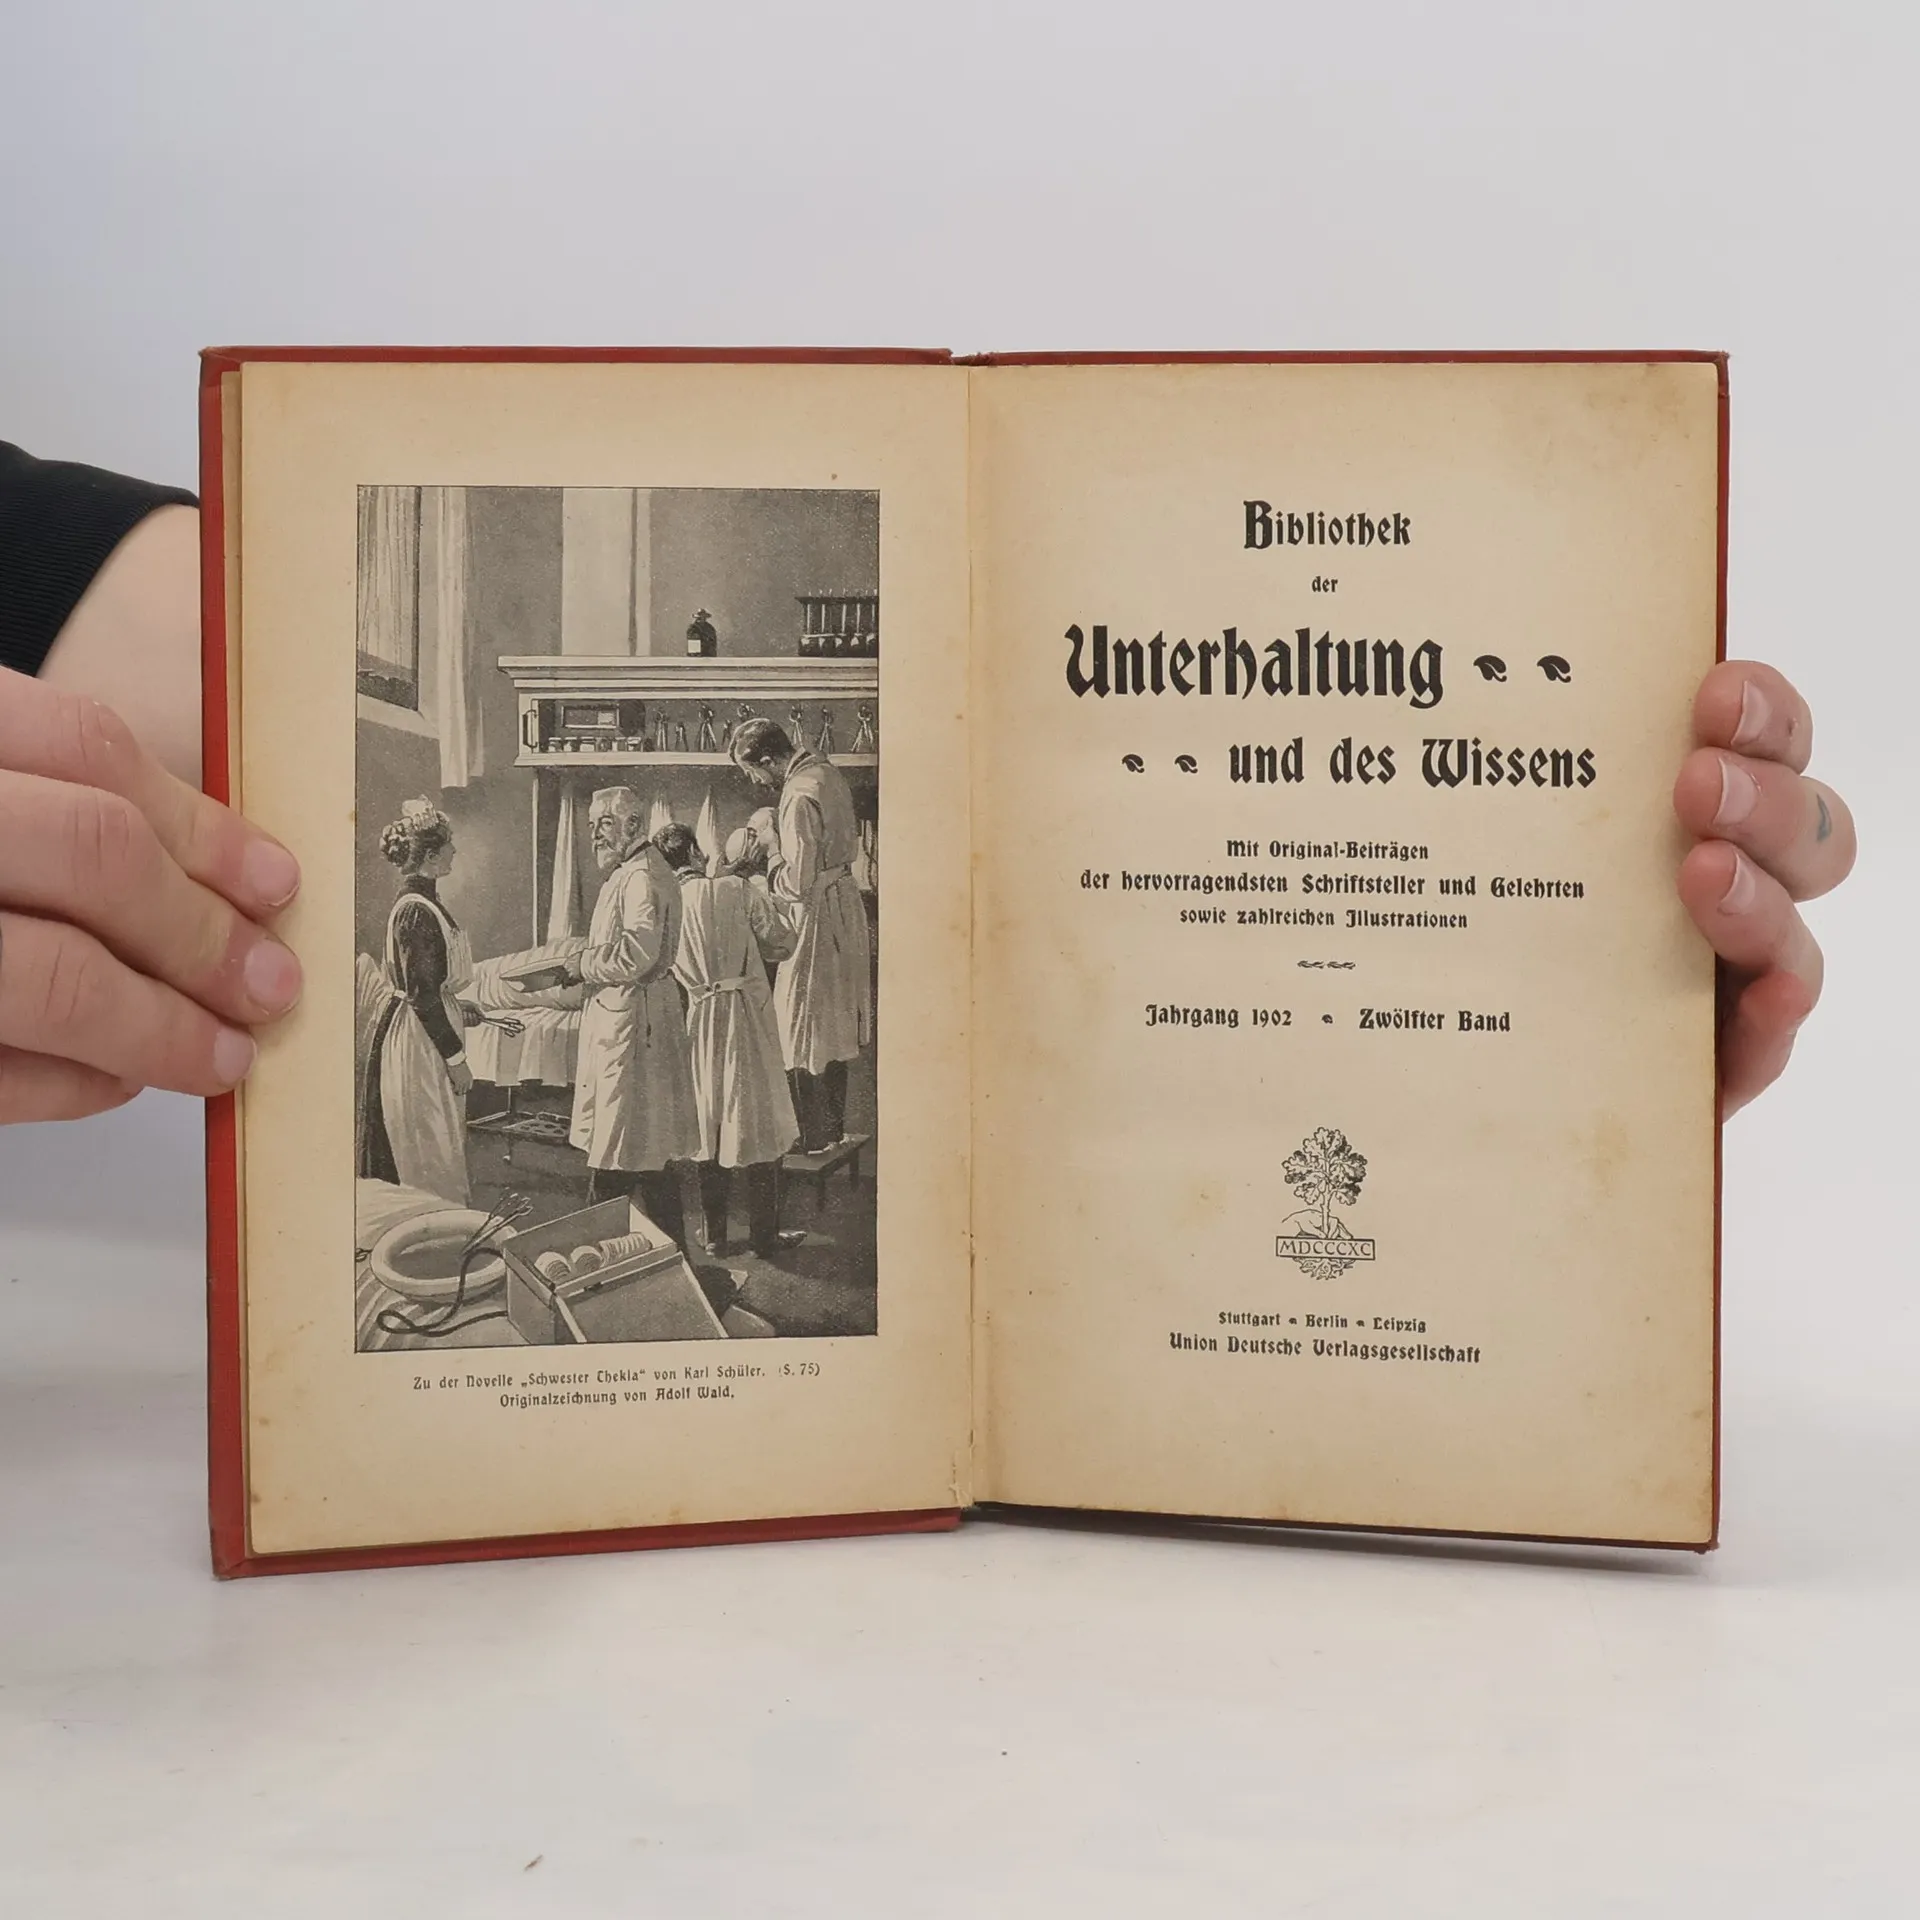 Zu der Novelle „Schwester Thekla“ von Karl Schüler. (S. 75)
Originalzeichnung von Adolf Wald.
Bibliothek
der
Unterhaltung
und des Wissens
Mit Original-Beiträgen
der hervorragendsten Schriftsteller und Gelehrten
sowie zahlreichen Illustrationen
Jahrgang 1902 Zwölfter Band
MDCCCXC
Stuttgart Berlin Leipzig
Union Deutsche Verlagsgesellschaft